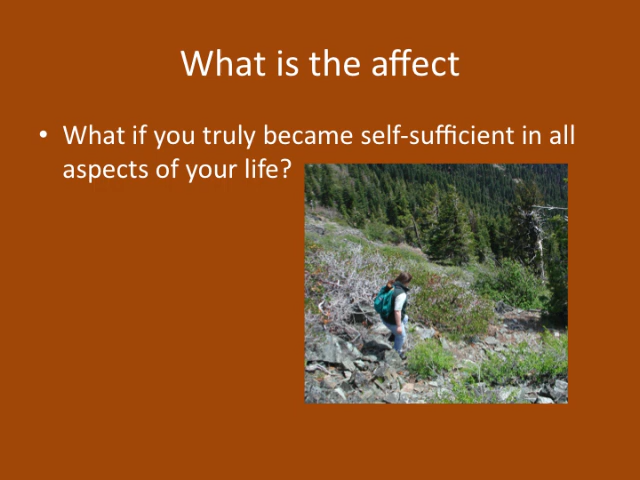 What is the affect
• What if you truly became self-sufficient in all
aspects of your life?